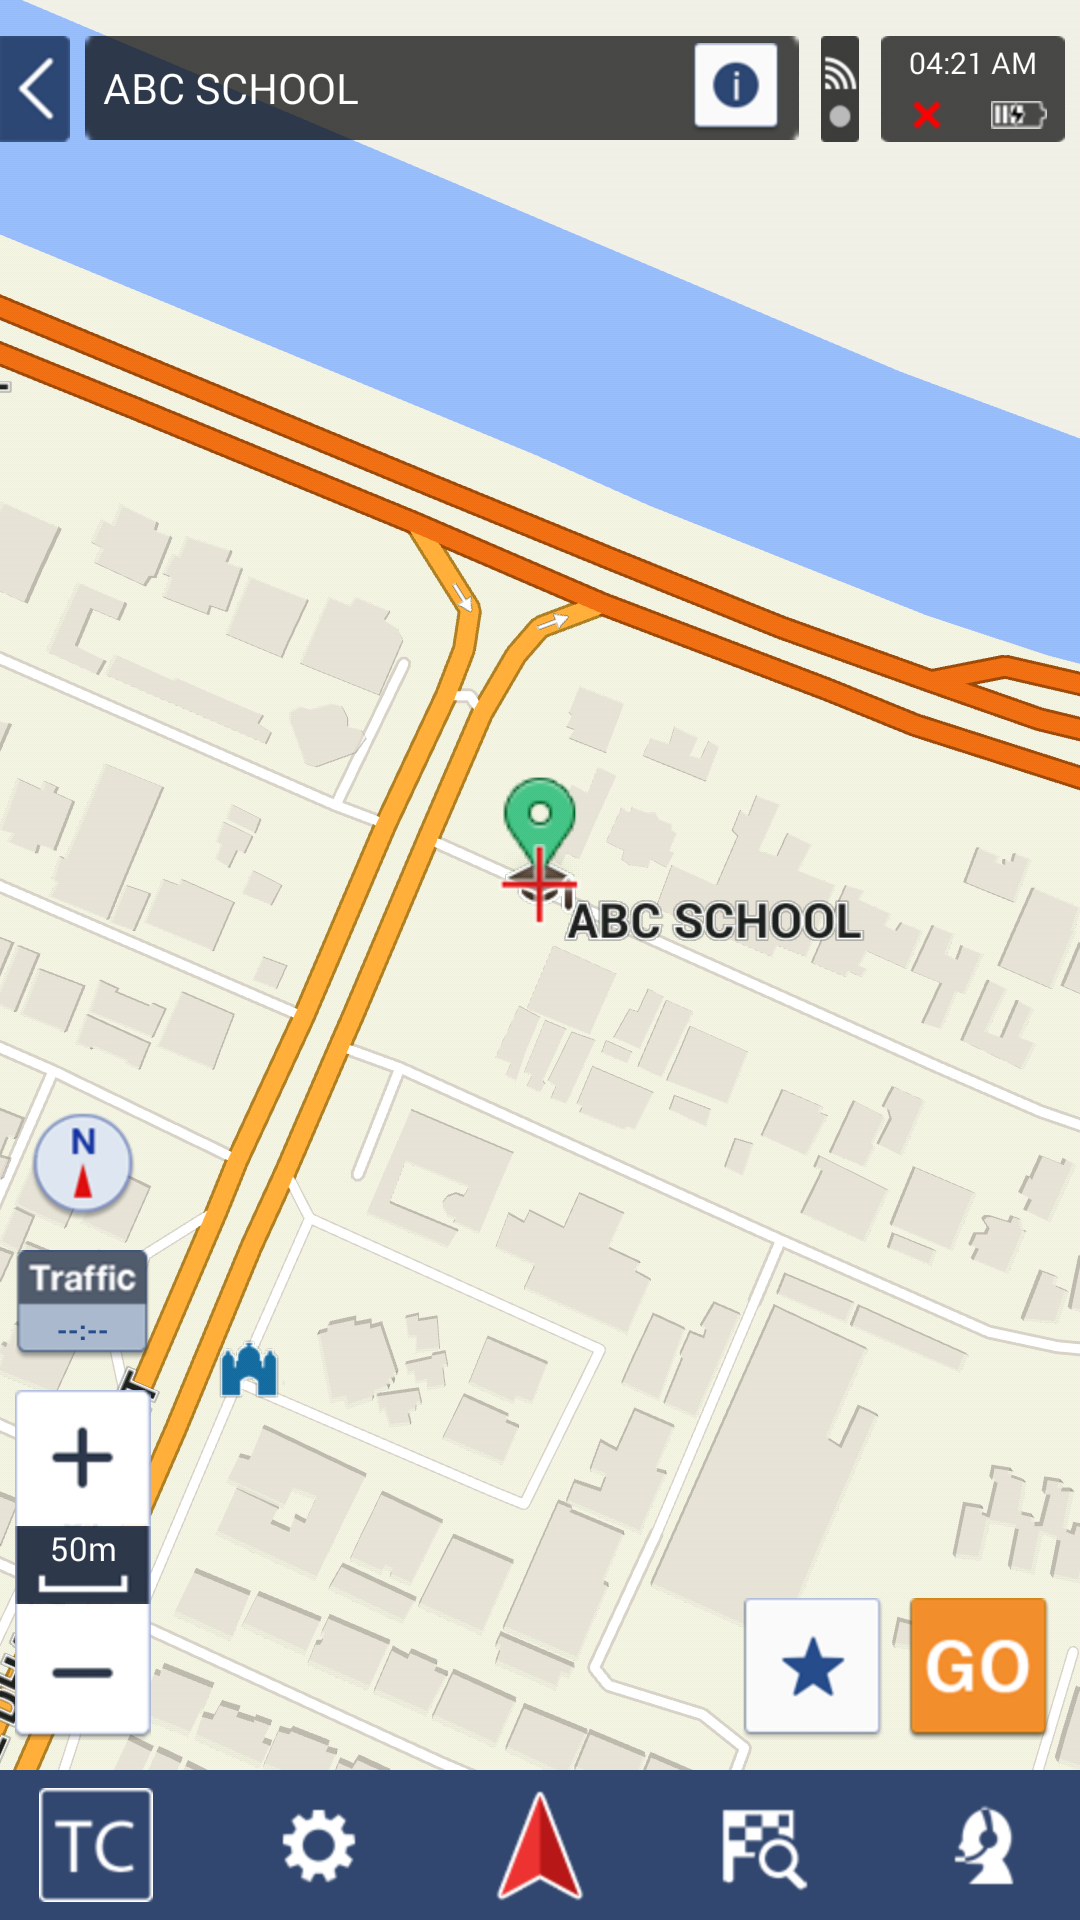 ABC SCHOOL
i
04:21 AM
ABC SCHOOL
N
Traffic
--:--
+
50m
−
GO
TC